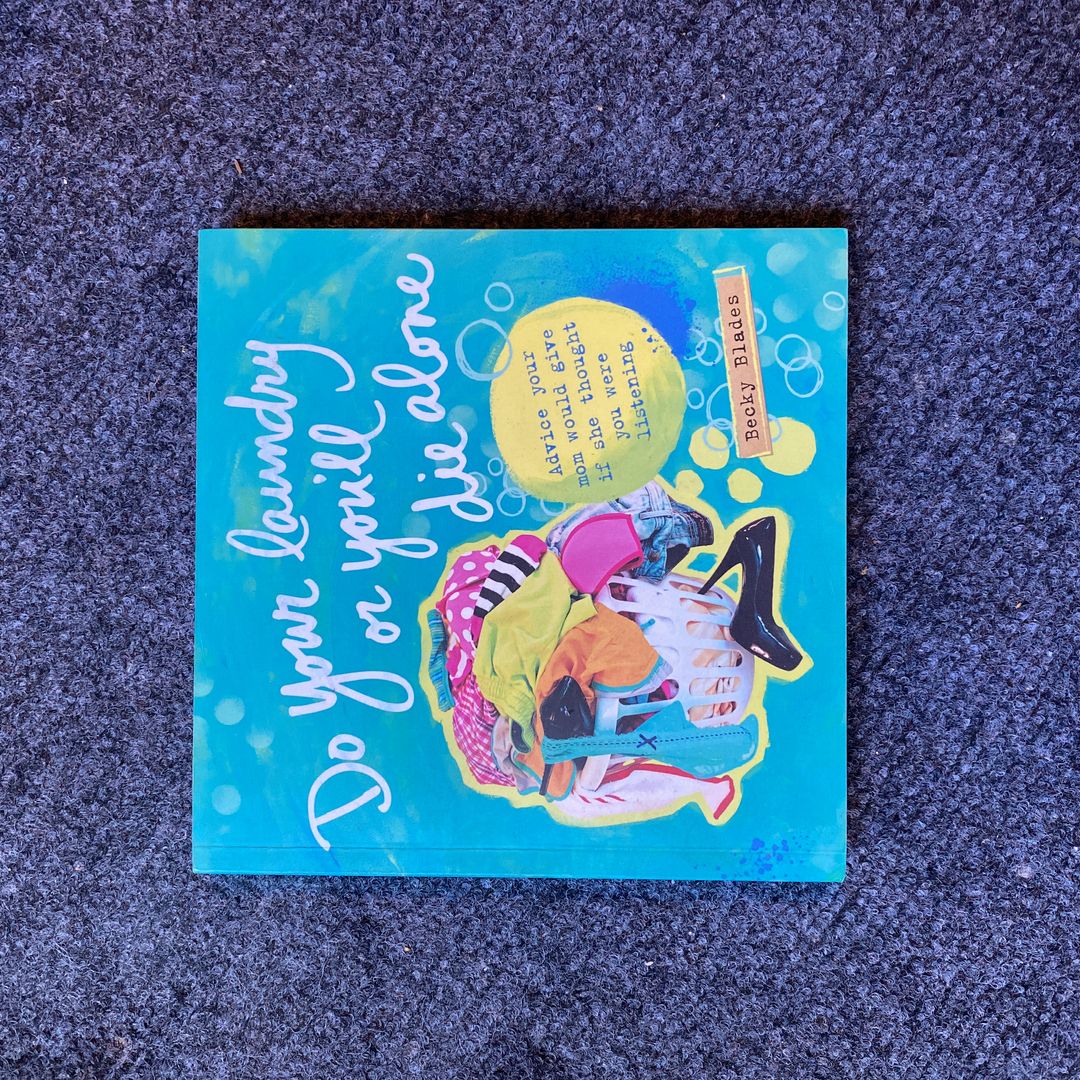 Do your laundry
or you'll
die alone
Advice your
mom would give
if she thought
you were
listening
Becky Blades